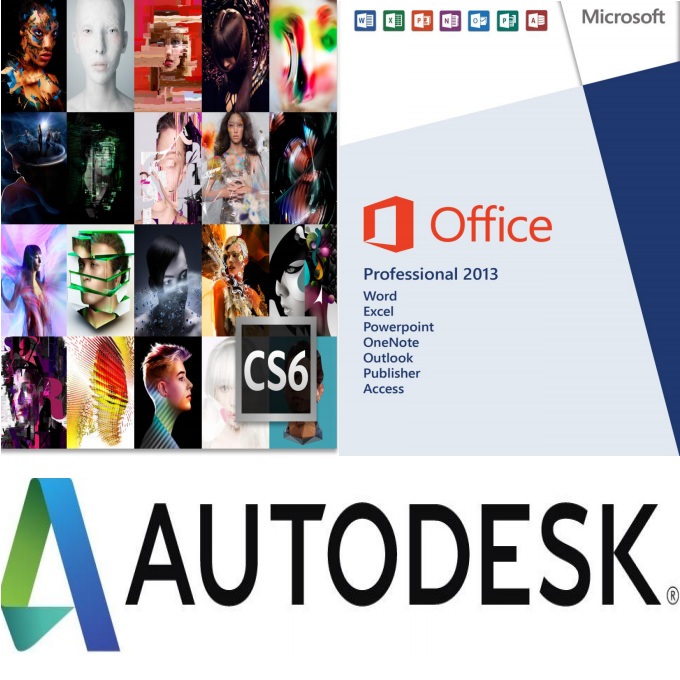 CS6
Microsoft
Office
Professional 2013
Word
Excel
Powerpoint
OneNote
Outlook
Publisher
Access
AUTODESK®